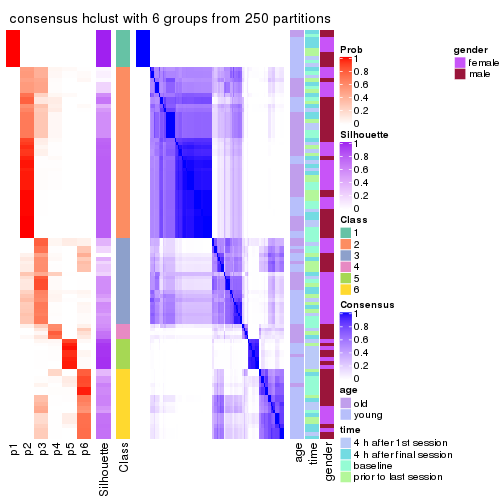 consensus hclust with 6 groups from 250 partitions
p1
p2
p3
p4
p5
p6
Silhouette
Class
age
time
gender
Prob
1
0.8
0.6
0.4
0.2
0
Silhouette
1
0.8
0.6
0.4
0.2
0
Class
1
2
3
4
5
6
Consensus
1
0.8
0.6
0.4
0.2
0
age
old
young
time
4 h after 1st session
4 h after final session
baseline
prior to last session
gender
female
male